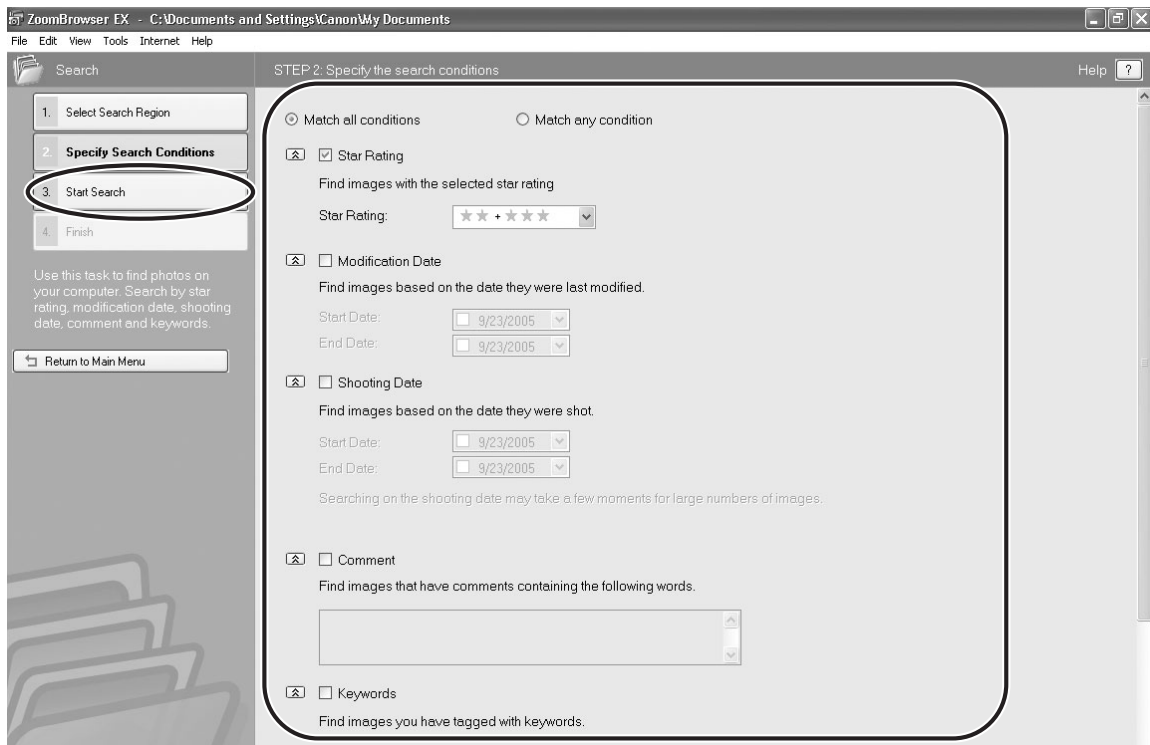 ZoomBrowser EX - C:\Documents and Settings\Canon\My Documents
File Edit View Tools Internet Help
Search
STEP 2: Specify the search conditions
Help ?
1. Select Search Region
2. Specify Search Conditions
3. Start Search
4. Finish
Use this task to find photos on
your computer. Search by star
rating, modification date, shooting
date, comment and keywords.
Return to Main Menu
Match all conditions Match any condition
Star Rating
Find images with the selected star rating
Star Rating: ★★+★★★
Modification Date
Find images based on the date they were last modified.
Start Date: 9/23/2005
End Date: 9/23/2005
Shooting Date
Find images based on the date they were shot.
Start Date: 9/23/2005
End Date: 9/23/2005
Searching on the shooting date may take a few moments for large numbers of images.
Comment
Find images that have comments containing the following words.
Keywords
Find images you have tagged with keywords.